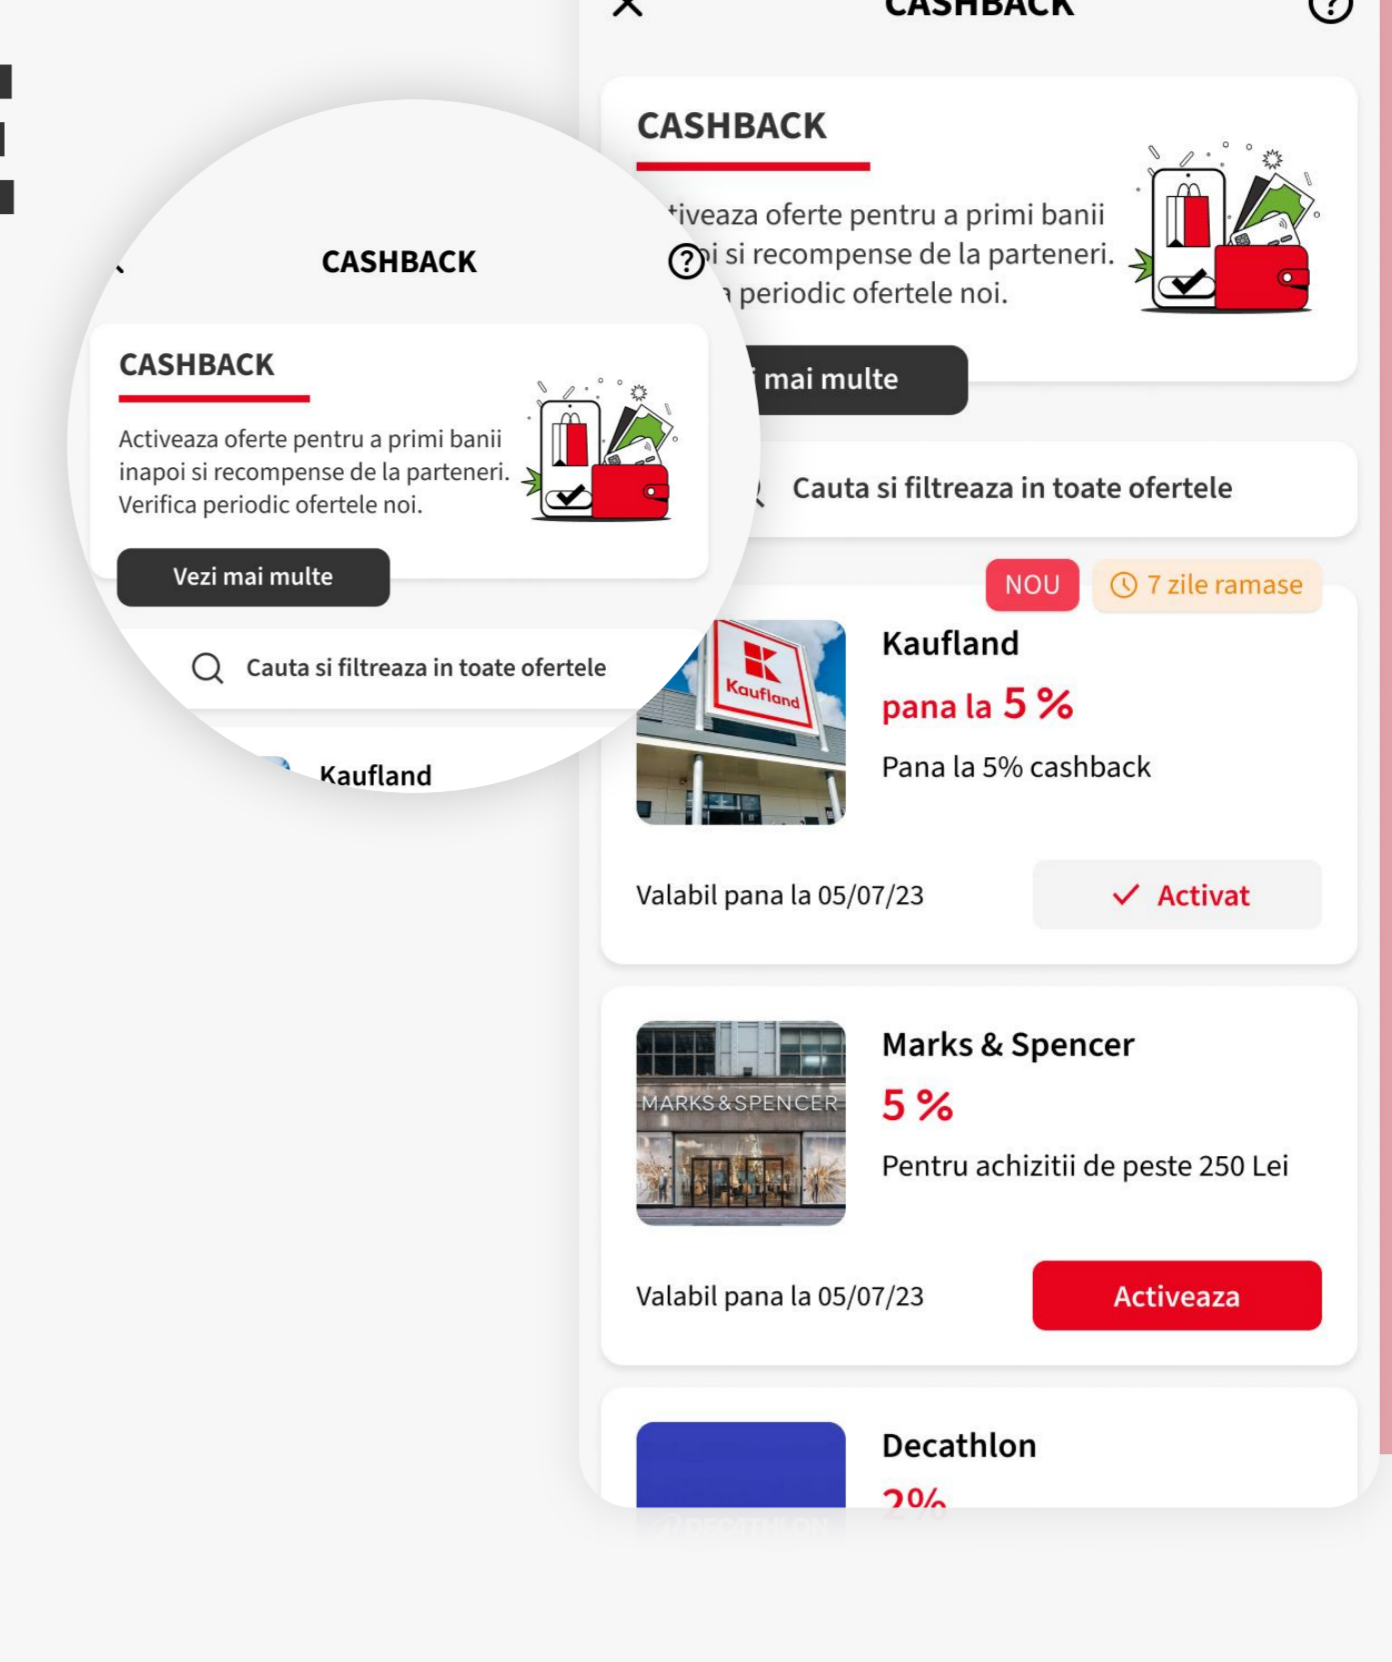 CASHBACK
CASHBACK
Activeaza oferte pentru a primi banii
inapoi si recompense de la parteneri.
Verifica periodic ofertele noi.
Vezi mai multe
Cauta si filtreaza in toate ofertele
Kaufland
CASHBACK
CASHBACK
oferte pentru a primi banii
si recompense de la parteneri.
periodic ofertele noi.
mai multe
Cauta si filtreaza in toate ofertele
NOU
7 zile ramase
Kaufland
Kaufland
pana la 5 %
Pana la 5% cashback
Valabil pana la 05/07/23
Activat
MARKS & SPENCER
Marks & Spencer
5 %
Pentru achizitii de peste 250 Lei
Valabil pana la 05/07/23
Activeaza
Decathlon
2%
DECATHLON